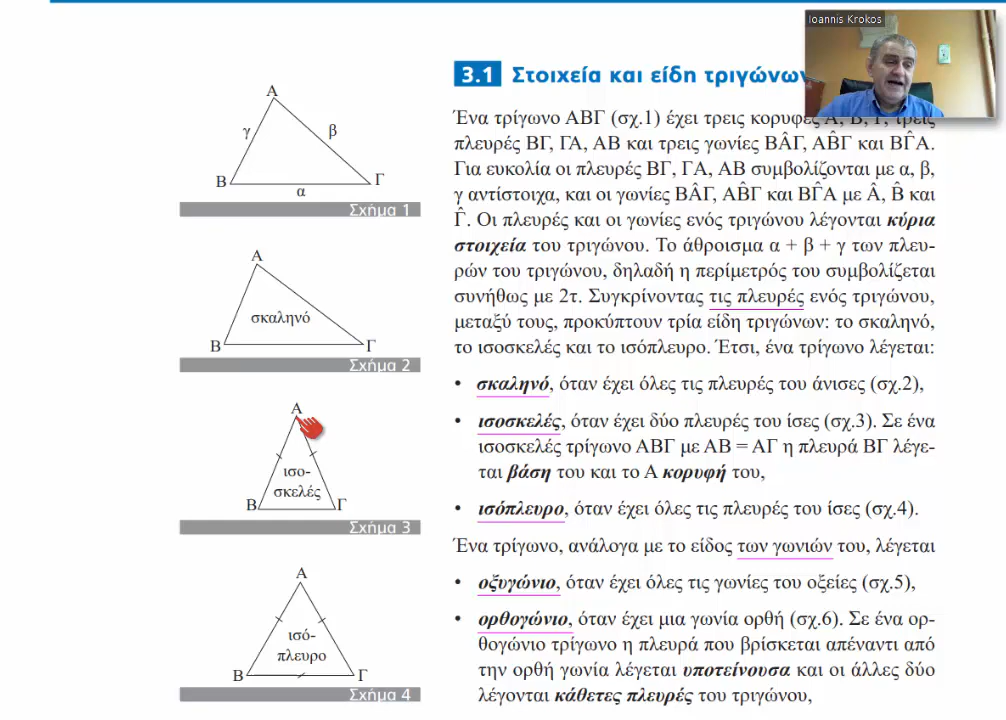 Ioannis Krokos
3.1 Στοιχεία και είδη τριγώνων
Ένα τρίγωνο ΑΒΓ (σχ.1) έχει τρεις κορυφές Α, Β, Γ, τρεις
πλευρές ΒΓ, ΓΑ, ΑΒ και τρεις γωνίες ΒÂΓ, ΑB̂Γ και ΒΓ̂Α.
Για ευκολία οι πλευρές ΒΓ, ΓΑ, ΑΒ συμβολίζονται με α, β,
γ αντίστοιχα, και οι γωνίες ΒÂΓ, ΑB̂Γ και ΒΓ̂Α με Â, B̂ και
Γ̂. Οι πλευρές και οι γωνίες ενός τριγώνου λέγονται κύρια
στοιχεία του τριγώνου. Το άθροισμα α + β + γ των πλευ-
ρών του τριγώνου, δηλαδή η περίμετρός του συμβολίζεται
συνήθως με 2τ. Συγκρίνοντας τις πλευρές ενός τριγώνου,
μεταξύ τους, προκύπτουν τρία είδη τριγώνων: το σκαληνό,
το ισοσκελές και το ισόπλευρο. Έτσι, ένα τρίγωνο λέγεται:
• σκαληνό, όταν έχει όλες τις πλευρές του άνισες (σχ.2),
• ισοσκελές, όταν έχει δύο πλευρές του ίσες (σχ.3). Σε ένα
ισοσκελές τρίγωνο ΑΒΓ με ΑΒ = ΑΓ η πλευρά ΒΓ λέγε-
ται βάση του και το Α κορυφή του,
• ισόπλευρο, όταν έχει όλες τις πλευρές του ίσες (σχ.4).
Ένα τρίγωνο, ανάλογα με το είδος των γωνιών του, λέγεται
• οξυγώνιο, όταν έχει όλες τις γωνίες του οξείες (σχ.5),
• ορθογώνιο, όταν έχει μια γωνία ορθή (σχ.6). Σε ένα ορ-
θογώνιο τρίγωνο η πλευρά που βρίσκεται απέναντι από
την ορθή γωνία λέγεται υποτείνουσα και οι άλλες δύο
λέγονται κάθετες πλευρές του τριγώνου,
Α
γ β
Β α Γ
Σχήμα 1
Α
σκαληνό
Β Γ
Σχήμα 2
Α
ισο-
σκελές
Β Γ
Σχήμα 3
Α
ισό-
πλευρο
Β Γ
Σχήμα 4